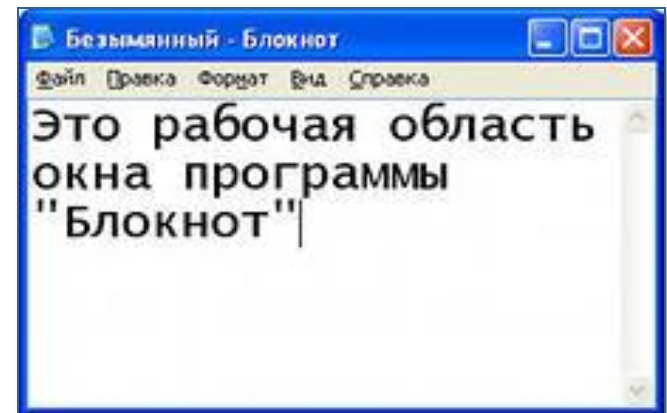 Безымянный - Блокнот
Файл Правка Формат Вид Справка
Это рабочая область
окна программы
"Блокнот"